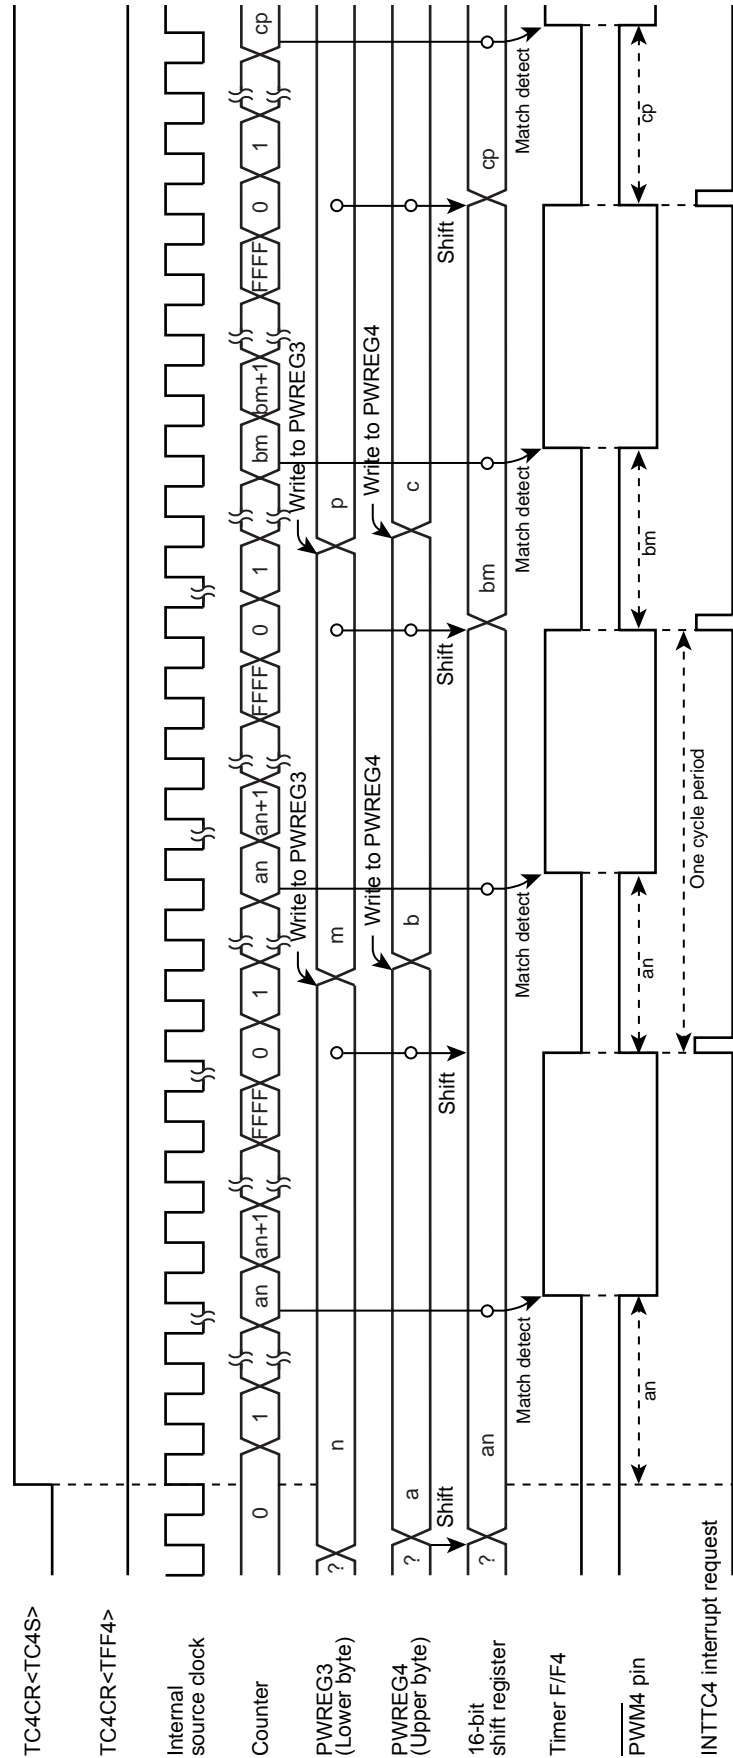 TC4CR<TC4S>
TC4CR<TFF4>
Internal
source clock
Counter
0
1
an
an+1
FFFF
0
1
an
an+1
FFFF
0
1
bm
bm+1
FFFF
0
1
cp
Write to PWREG3
Write to PWREG3
PWREG3
(Lower byte)
?
n
m
p
Write to PWREG4
Write to PWREG4
PWREG4
(Upper byte)
?
a
b
c
Shift
Shift
Shift
Shift
16-bit
shift register
?
an
bm
cp
Match detect
Match detect
Match detect
Match detect
Timer F/F4
PWM4 pin
an
an
bm
cp
One cycle period
INTTC4 interrupt request